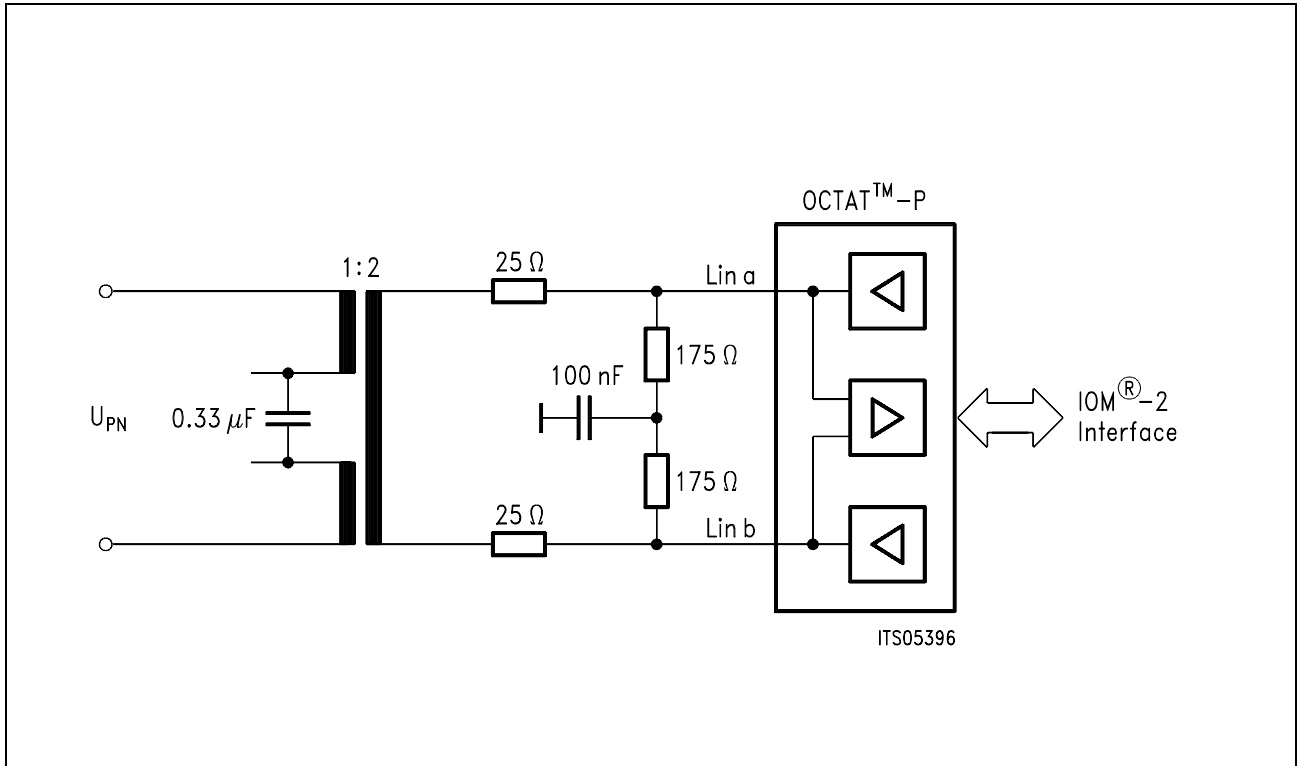 OCTAT™-P
1:2
25 Ω
Lin a
175 Ω
100 nF
U_PN
0.33 µF
IOM®-2
Interface
175 Ω
25 Ω
Lin b
ITS05396